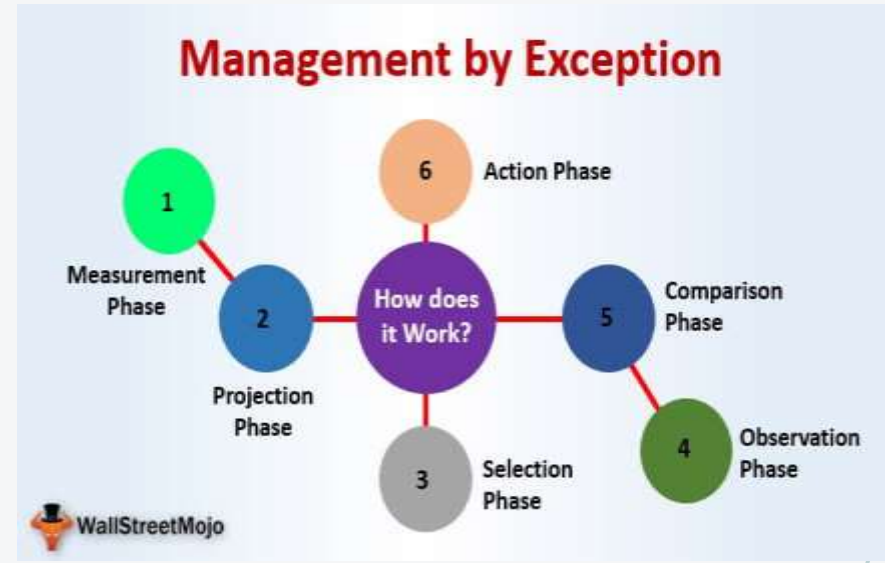 Management by Exception
6
Action Phase
1
Measurement
Phase
2
Projection
Phase
How does
it Work?
5
Comparison
Phase
4
Observation
Phase
3
Selection
Phase
WallStreetMojo